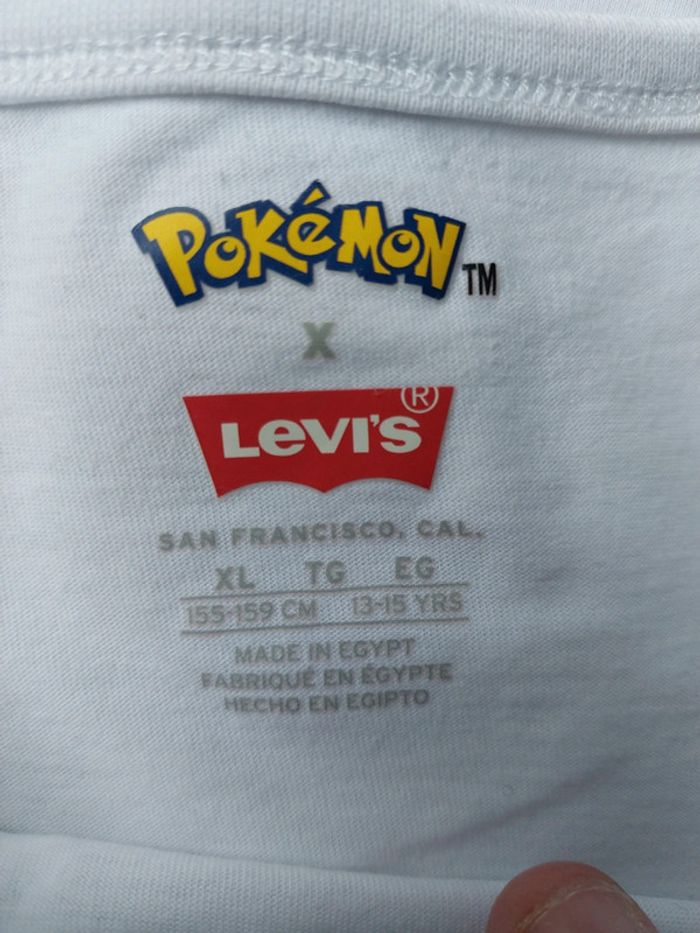 POKéMON TM
X
LEVI'S ®
SAN FRANCISCO, CAL.
XL TG EG
155-159 CM 13-15 YRS
MADE IN EGYPT
FABRIQUÉ EN ÉGYPTE
HECHO EN EGIPTO